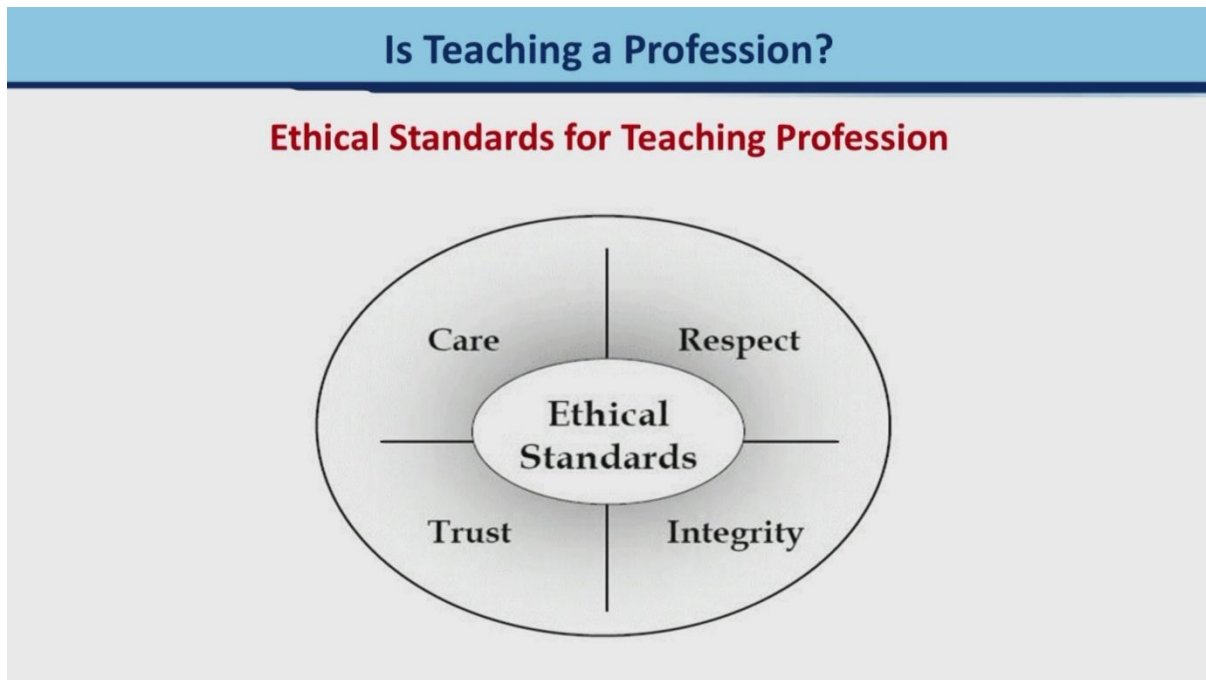 Is Teaching a Profession?
Ethical Standards for Teaching Profession
Care
Respect
Ethical
Standards
Trust
Integrity